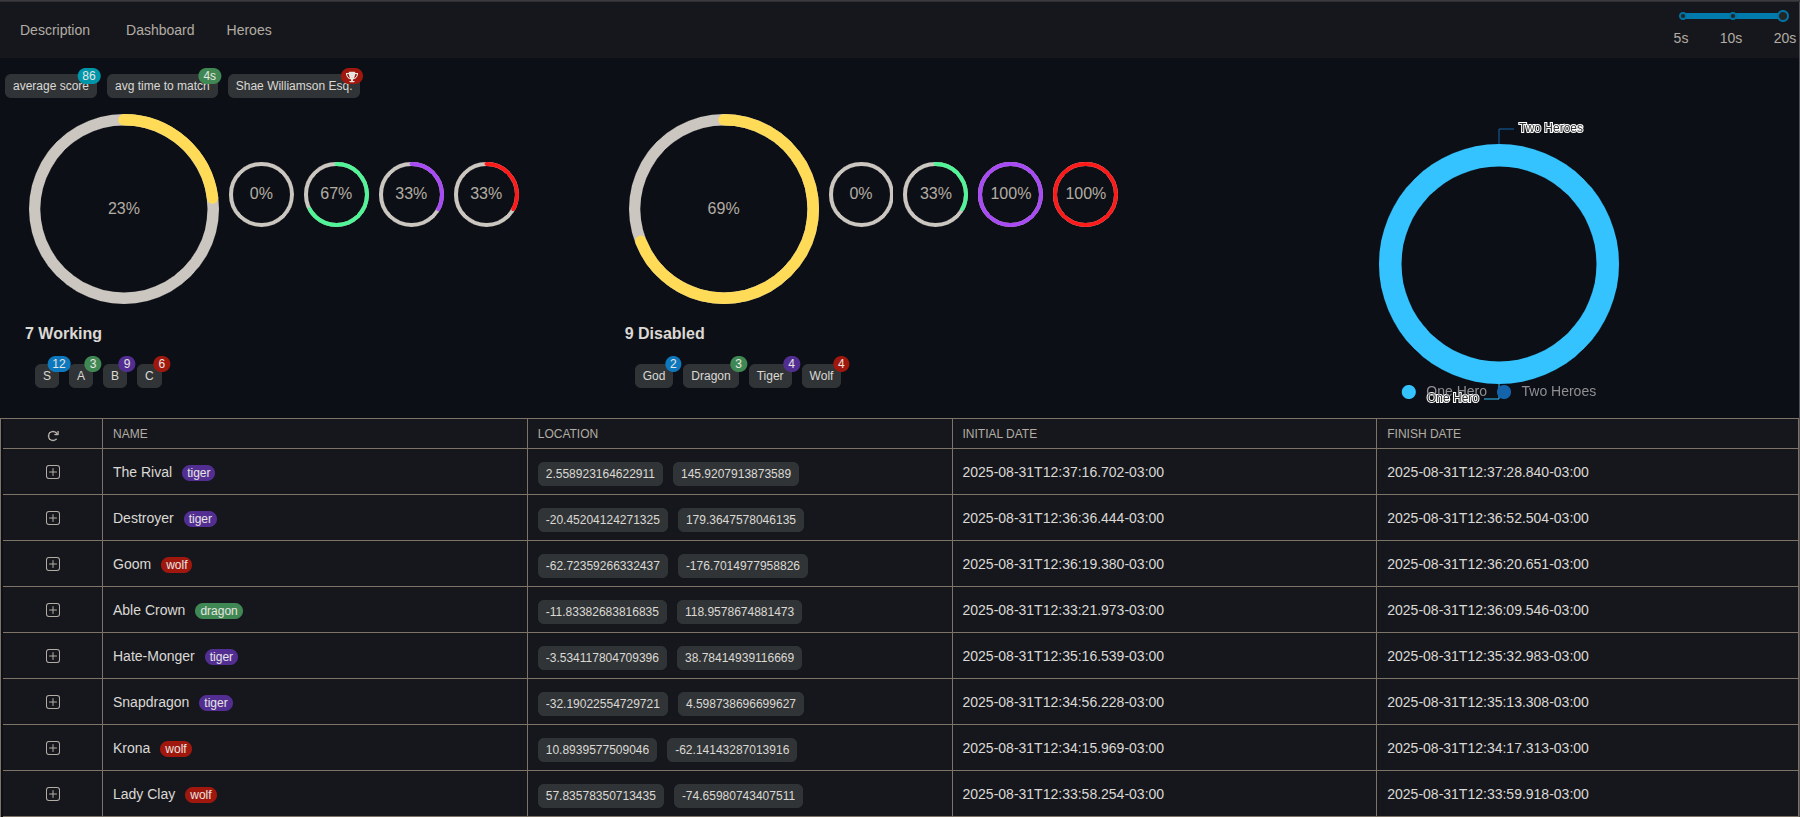 Description Dashboard Heroes
5s 10s 20s
average score 86 avg time to match 4s Shae Williamson Esq.
Two Heroes
23% 0% 67% 33% 33%
69% 0% 33% 100% 100%
7 Working
9 Disabled
S 12 A 3 B 9 C 6
God 2 Dragon 3 Tiger 4 Wolf 4
One Hero Two Heroes
One Hero
NAME LOCATION INITIAL DATE FINISH DATE
The Rival tiger 2.558923164622911 145.9207913873589 2025-08-31T12:37:16.702-03:00 2025-08-31T12:37:28.840-03:00
Destroyer tiger -20.45204124271325 179.3647578046135 2025-08-31T12:36:36.444-03:00 2025-08-31T12:36:52.504-03:00
Goom wolf -62.72359266332437 -176.7014977958826 2025-08-31T12:36:19.380-03:00 2025-08-31T12:36:20.651-03:00
Able Crown dragon -11.83382683816835 118.9578674881473 2025-08-31T12:33:21.973-03:00 2025-08-31T12:36:09.546-03:00
Hate-Monger tiger -3.534117804709396 38.78414939116669 2025-08-31T12:35:16.539-03:00 2025-08-31T12:35:32.983-03:00
Snapdragon tiger -32.19022554729721 4.598738696699627 2025-08-31T12:34:56.228-03:00 2025-08-31T12:35:13.308-03:00
Krona wolf 10.8939577509046 -62.14143287013916 2025-08-31T12:34:15.969-03:00 2025-08-31T12:34:17.313-03:00
Lady Clay wolf 57.83578350713435 -74.65980743407511 2025-08-31T12:33:58.254-03:00 2025-08-31T12:33:59.918-03:00